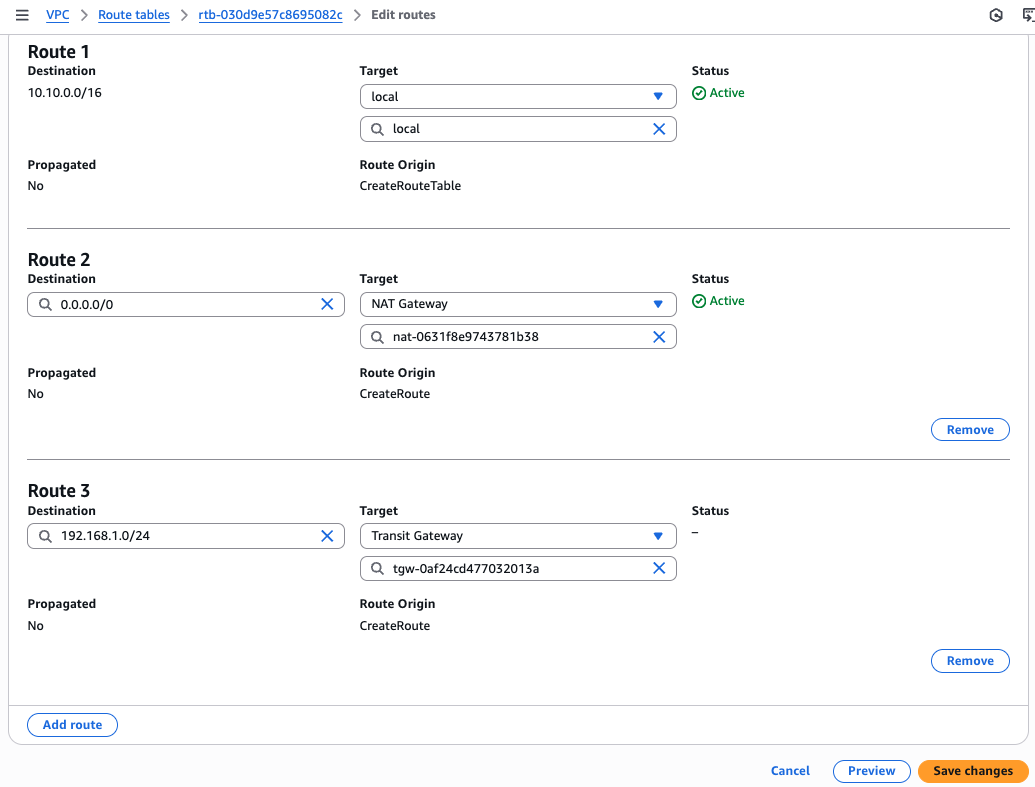 VPC > Route tables > rtb-030d9e57c8695082c > Edit routes
Route 1
Destination
Target
Status
10.10.0.0/16
local
Active
local
Propagated
Route Origin
No
CreateRouteTable
Route 2
Destination
Target
Status
0.0.0.0/0
NAT Gateway
Active
nat-0631f8e9743781b38
Propagated
Route Origin
No
CreateRoute
Remove
Route 3
Destination
Target
Status
192.168.1.0/24
Transit Gateway
–
tgw-0af24cd477032013a
Propagated
Route Origin
No
CreateRoute
Remove
Add route
Cancel
Preview
Save changes